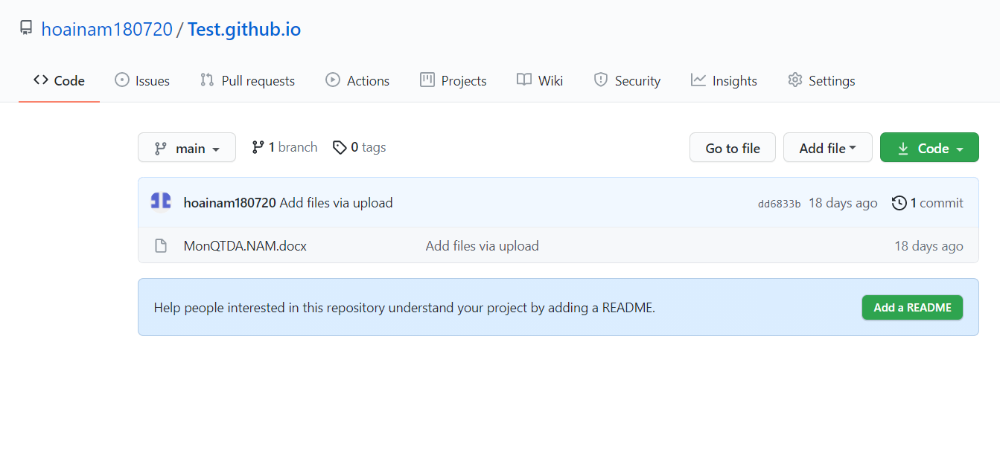 hoainam180720 / Test.github.io
Code Issues Pull requests Actions Projects Wiki Security Insights Settings
main 1 branch 0 tags Go to file Add file Code
hoainam180720 Add files via upload dd6833b 18 days ago 1 commit
MonQTDA.NAM.docx Add files via upload 18 days ago
Help people interested in this repository understand your project by adding a README. Add a README